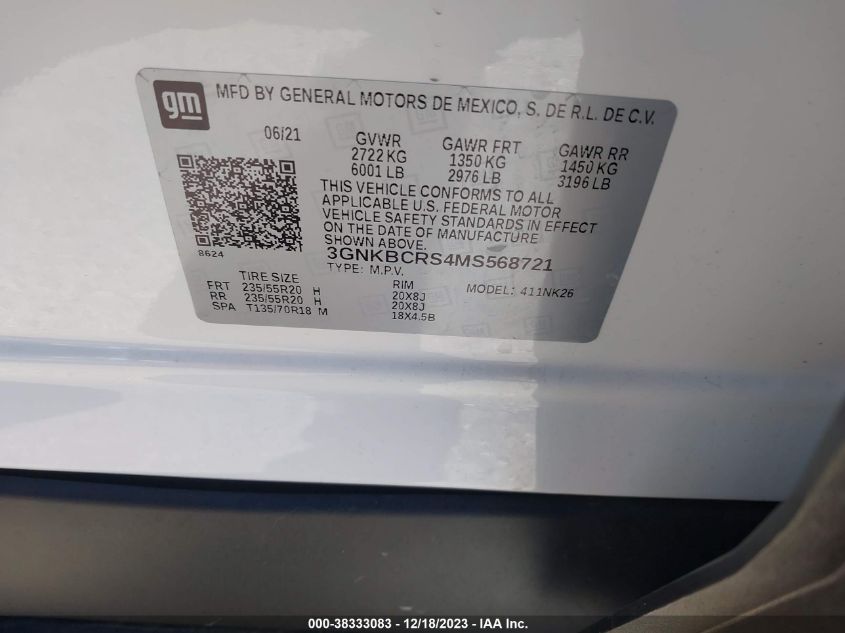 gm MFD BY GENERAL MOTORS DE MEXICO, S. DE R.L. DE C.V.
06/21 GVWR GAWR FRT GAWR RR
2722 KG 1350 KG 1450 KG
6001 LB 2976 LB 3196 LB
THIS VEHICLE CONFORMS TO ALL
APPLICABLE U.S. FEDERAL MOTOR
VEHICLE SAFETY STANDARDS IN EFFECT
ON THE DATE OF MANUFACTURE
SHOWN ABOVE.
8624
3GNKBCRS4MS568721
TYPE: M.P.V. MODEL: 411NK26
TIRE SIZE RIM
FRT 235/55R20 H 20X8J
RR 235/55R20 H 20X8J
SPA T135/70R18 M 18X4.5B
000-38333083 - 12/18/2023 - IAA Inc.